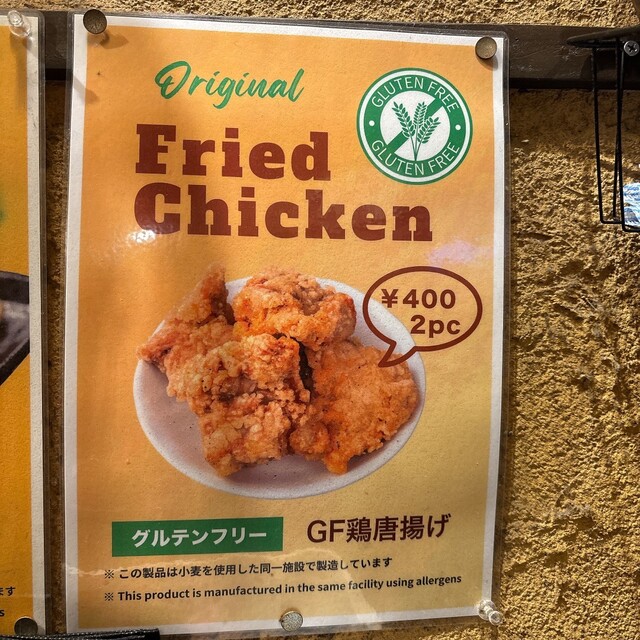 Original
GLUTEN FREE
GLUTEN FREE
Fried
Chicken
¥400
2pc
グルテンフリー
GF鶏唐揚げ
※ この製品は小麦を使用した同一施設で製造しています
※ This product is manufactured in the same facility using allergens
ます
s